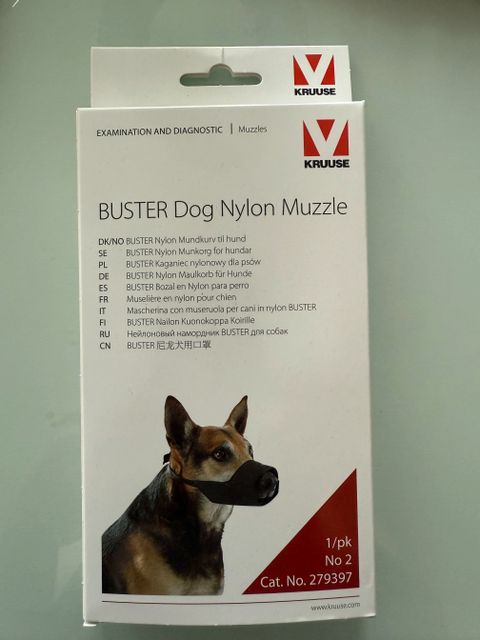 KRUUSE
EXAMINATION AND DIAGNOSTIC | Muzzles
KRUUSE
BUSTER Dog Nylon Muzzle
DK/NO BUSTER Nylon Mundkurv til hund
SE BUSTER Nylon Munkorg for hundar
PL BUSTER Kaganiec nylonowy dla psów
DE BUSTER Nylon Maulkorb für Hunde
ES BUSTER Bozal en Nylon para perro
FR Muselière en nylon pour chien
IT Mascherina con museruola per cani in nylon BUSTER
FI BUSTER Nailon Kuonokoppa Koirille
RU Нейлоновый намордник BUSTER для собак
CN BUSTER 尼龙犬用口罩
1/pk
No 2
Cat. No. 279397
www.kruuse.com